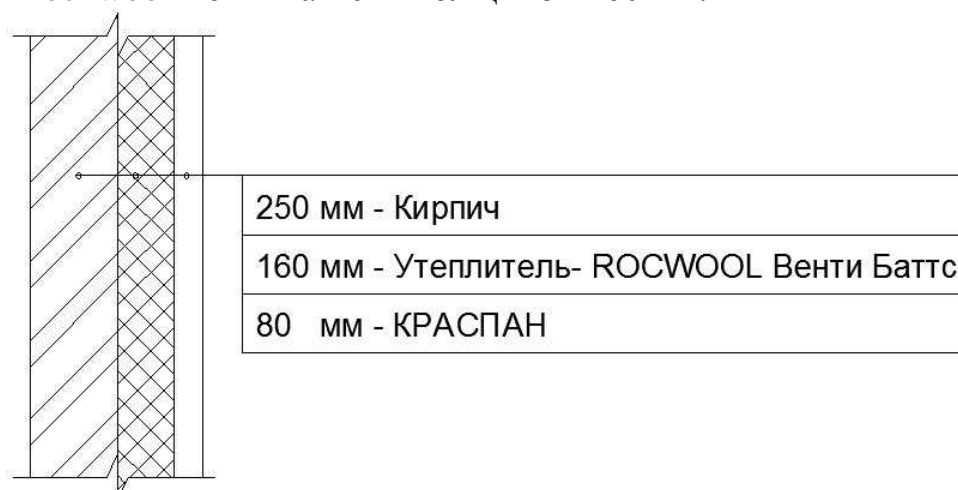 250 мм - Кирпич
160 мм - Утеплитель- ROCWOOL Венти Баттс
80 мм - КРАСПАН